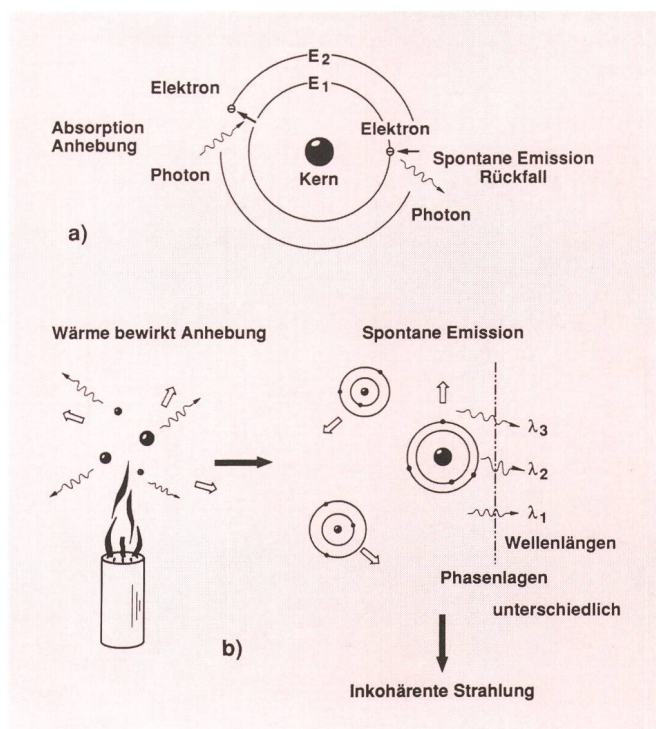 E2
E1
Elektron
Absorption
Anhebung
Photon
Kern
Elektron
Spontane Emission
Rückfall
Photon
a)
Wärme bewirkt Anhebung
Spontane Emission
λ3
λ2
λ1
Wellenlängen
Phasenlagen
unterschiedlich
b)
Inkohärente Strahlung